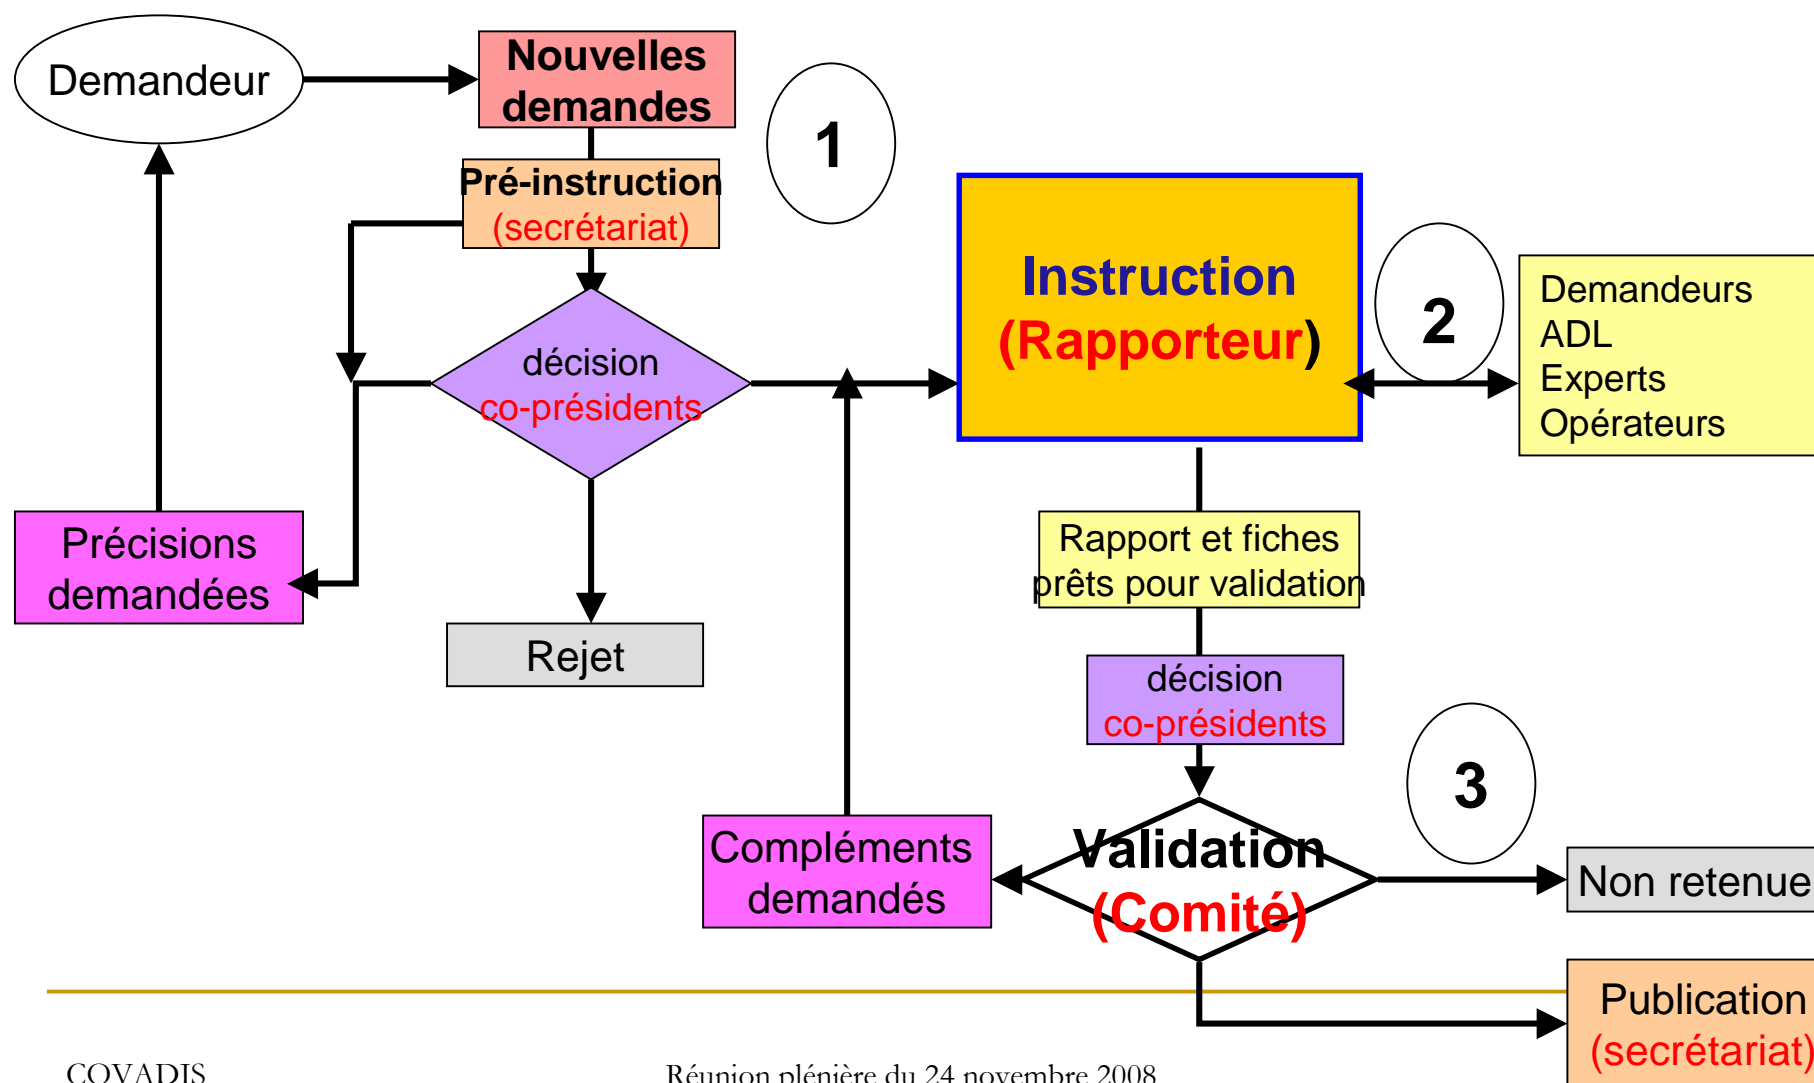 Demandeur
Nouvelles
demandes
1
Pré-instruction
(secrétariat)
décision
co-présidents
Instruction
(Rapporteur)
2
Demandeurs
ADL
Experts
Opérateurs
Précisions
demandées
Rejet
Rapport et fiches
prêts pour validation
décision
co-présidents
3
Compléments
demandés
Validation
(Comité)
Non retenue
Publication
(secrétariat)
COVADIS
Réunion plénière du 24 novembre 2008